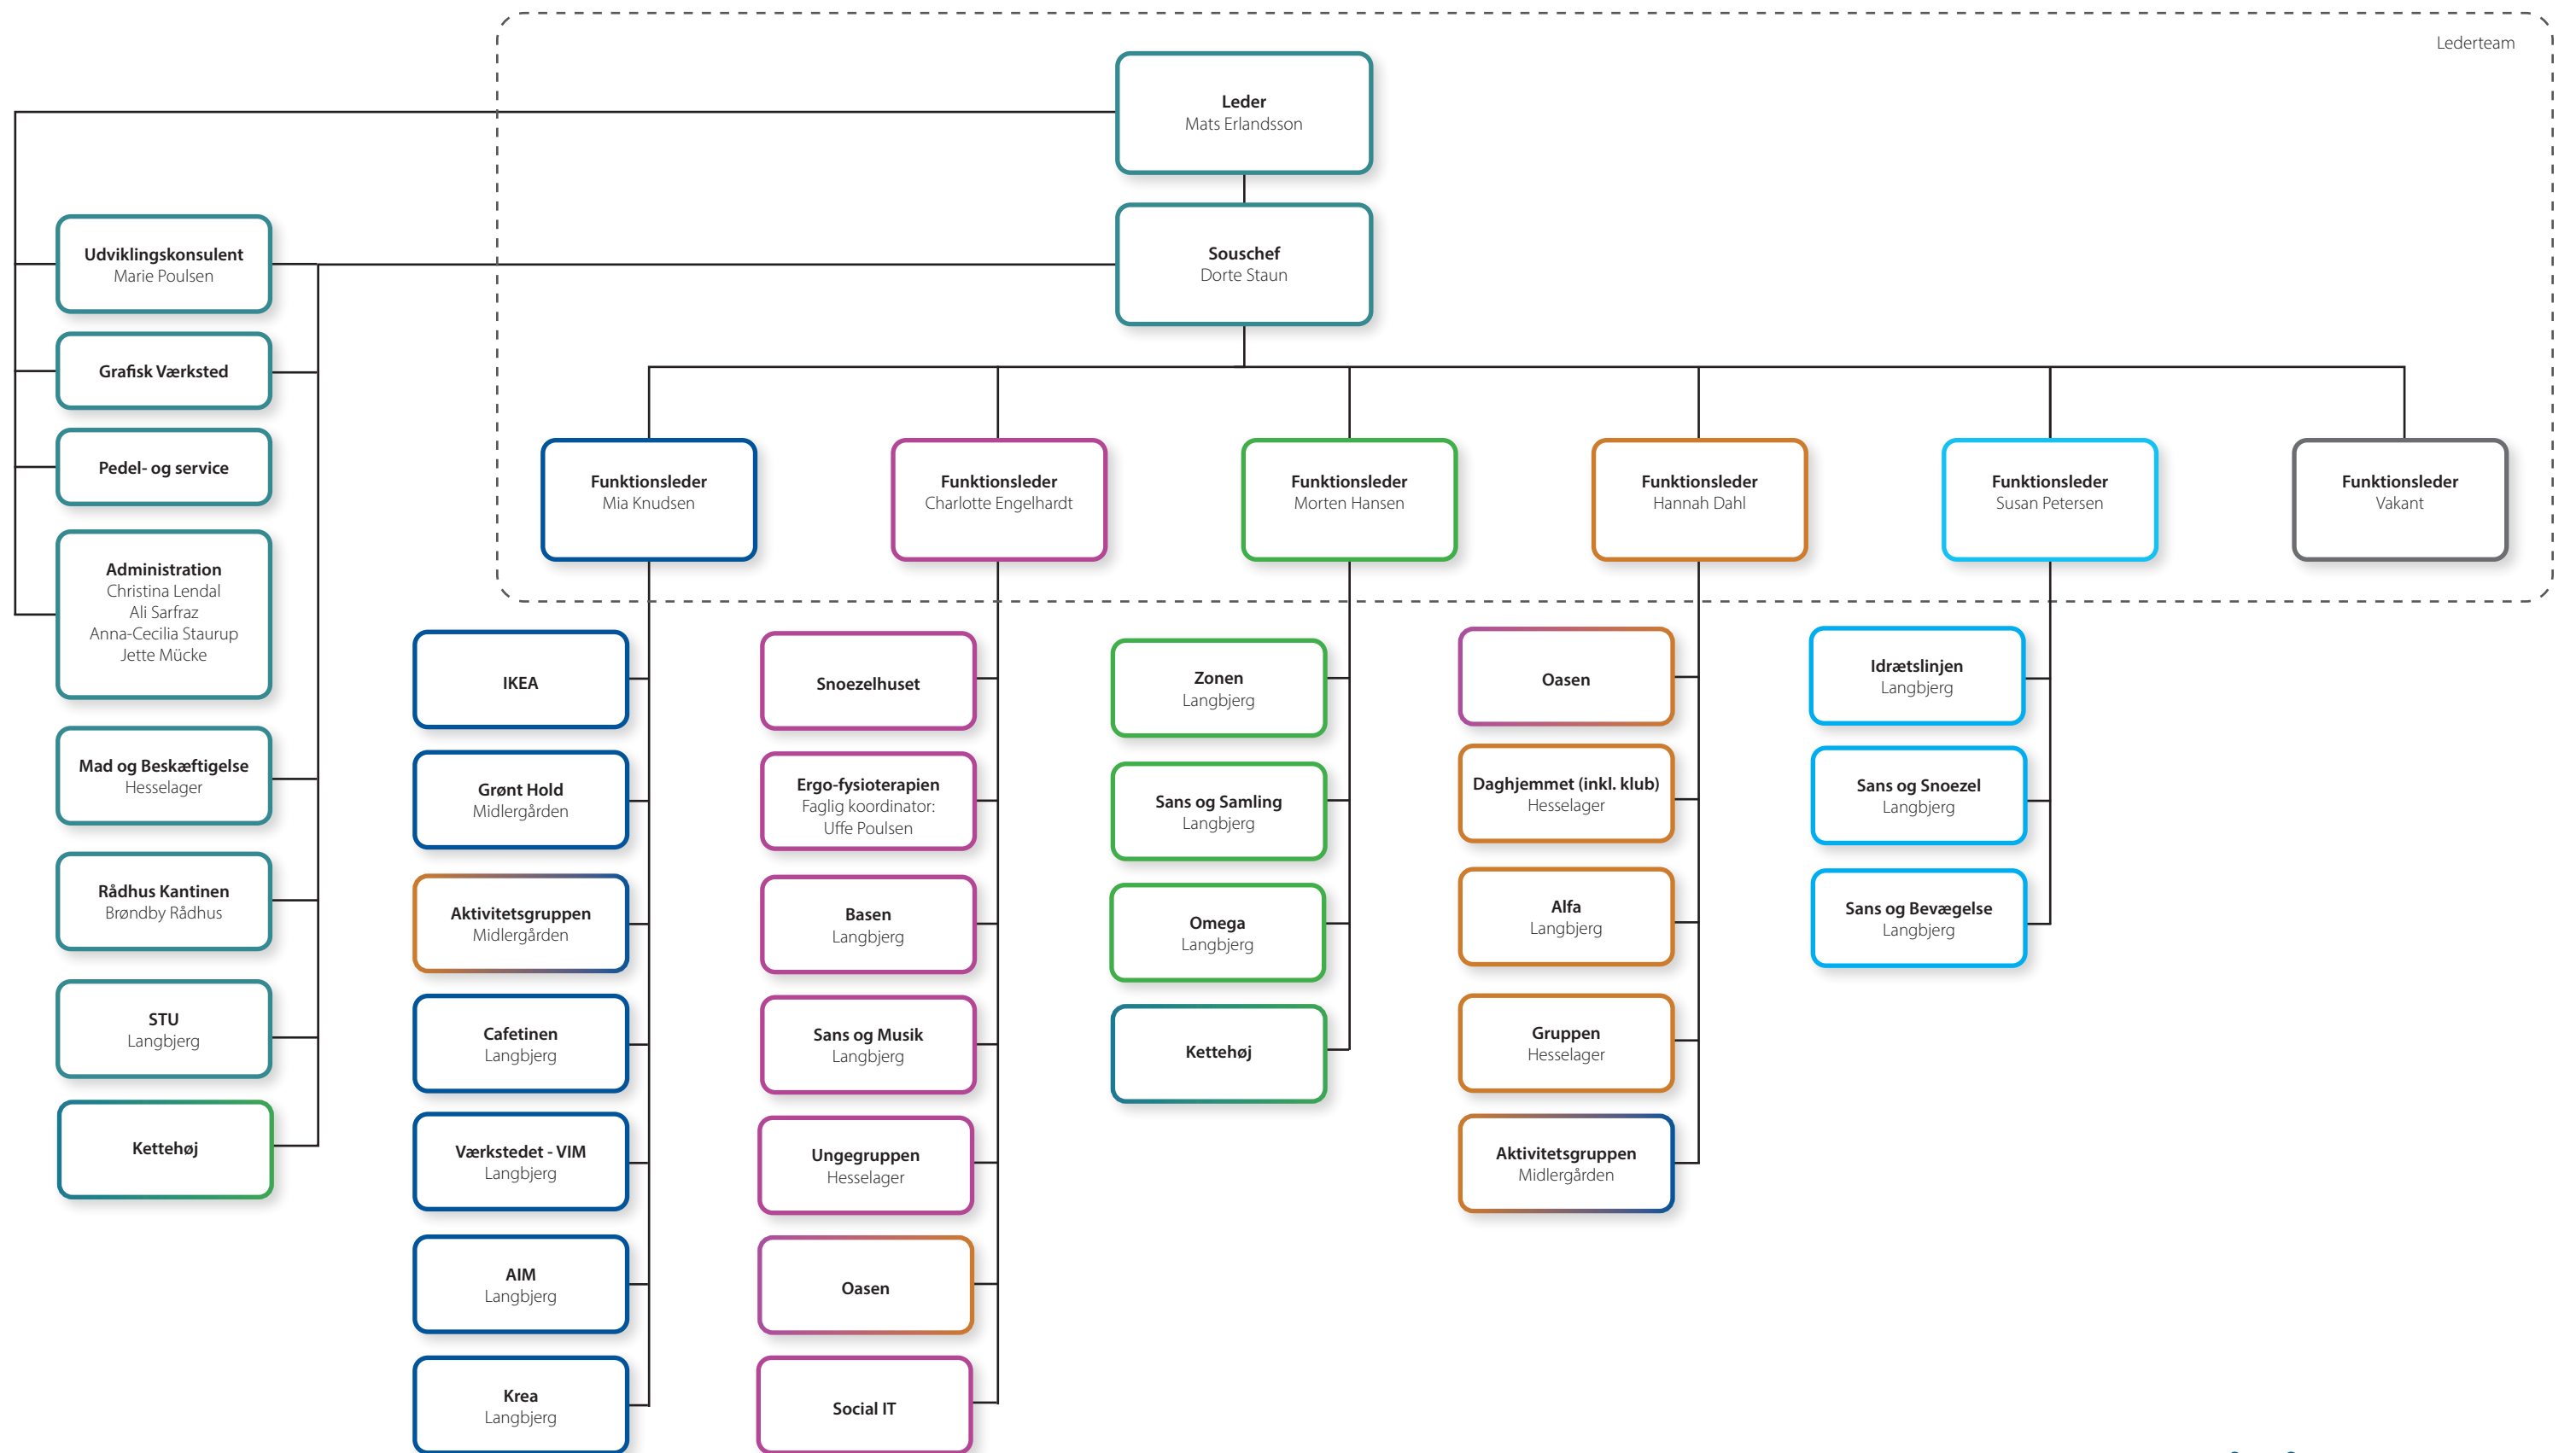 Lederteam
Leder
Mats Erlandsson
Souschef
Dorte Staun
Udviklingskonsulent
Marie Poulsen
Grafisk Værksted
Pedel- og service
Administration
Christina Lendal
Ali Sarfraz
Anna-Cecilia Staurup
Jette Mücke
Mad og Beskæftigelse
Hesselager
Rådhus Kantinen
Brøndby Rådhus
STU
Langbjerg
Kettehøj
Funktionsleder
Mia Knudsen
IKEA
Grønt Hold
Midlergården
Aktivitetsgruppen
Midlergården
Cafetinen
Langbjerg
Værkstedet - VIM
Langbjerg
AIM
Langbjerg
Krea
Langbjerg
Funktionsleder
Charlotte Engelhardt
Snoezelhuset
Ergo-fysioterapien
Faglig koordinator:
Uffe Poulsen
Basen
Langbjerg
Sans og Musik
Langbjerg
Ungegruppen
Hesselager
Oasen
Social IT
Funktionsleder
Morten Hansen
Zonen
Langbjerg
Sans og Samling
Langbjerg
Omega
Langbjerg
Kettehøj
Funktionsleder
Hannah Dahl
Oasen
Daghjemmet (inkl. klub)
Hesselager
Alfa
Langbjerg
Gruppen
Hesselager
Aktivitetsgruppen
Midlergården
Funktionsleder
Susan Petersen
Idrætslinjen
Langbjerg
Sans og Snoezel
Langbjerg
Sans og Bevægelse
Langbjerg
Funktionsleder
Vakant